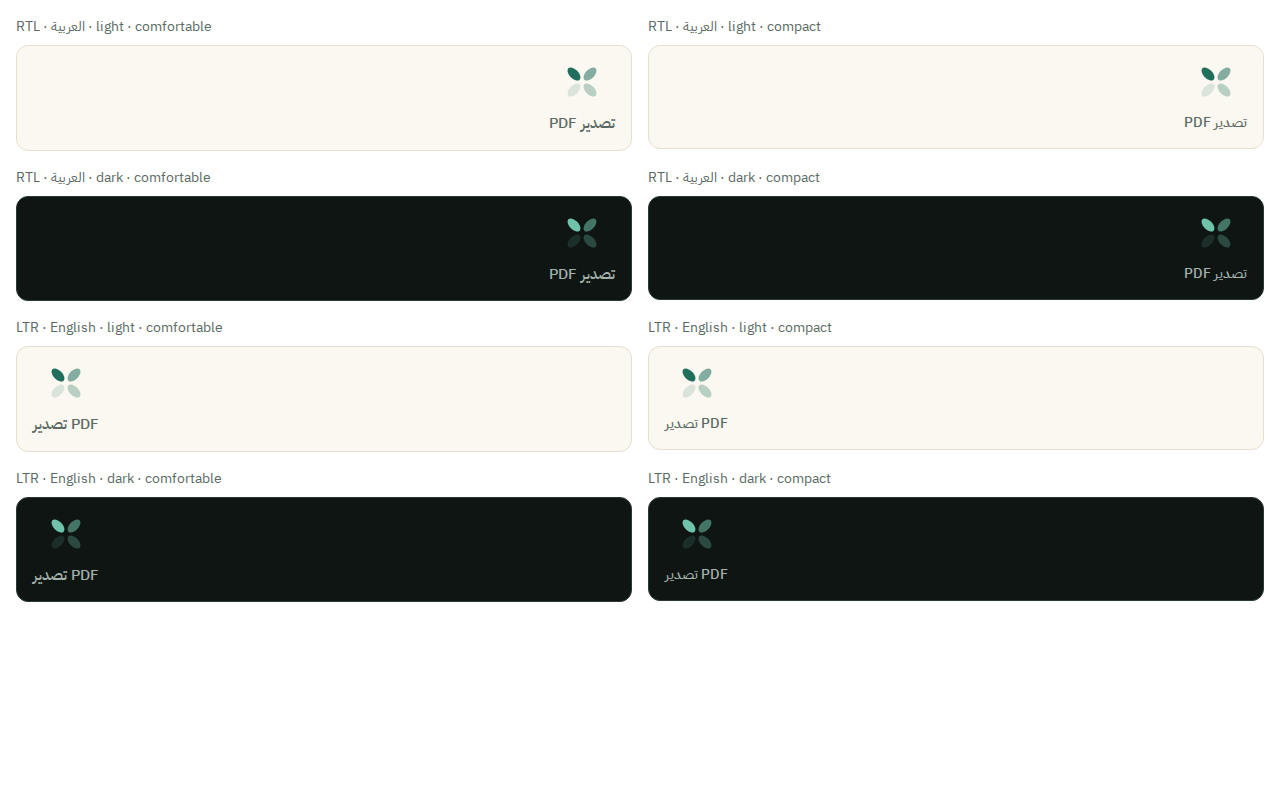 RTL · العربية · light · comfortable
تصدير PDF
RTL · العربية · light · compact
تصدير PDF
RTL · العربية · dark · comfortable
تصدير PDF
RTL · العربية · dark · compact
تصدير PDF
LTR · English · light · comfortable
تصدير PDF
LTR · English · light · compact
تصدير PDF
LTR · English · dark · comfortable
تصدير PDF
LTR · English · dark · compact
تصدير PDF